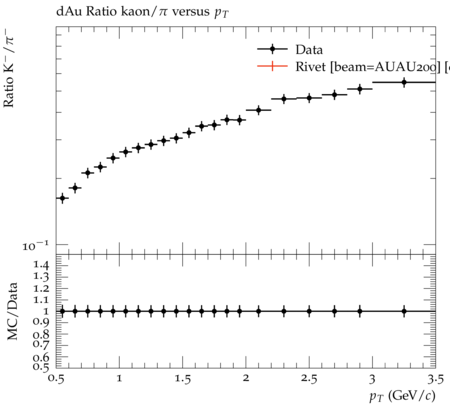 dAu Ratio kaon/π versus p_T
Ratio K⁻/π⁻
Data
Rivet [beam=AUAU200] [
10⁻¹
MC/Data
1.4
1.3
1.2
1.1
1
0.9
0.8
0.7
0.6
0.5
0.5 1 1.5 2 2.5 3 3.5
p_T (GeV/c)